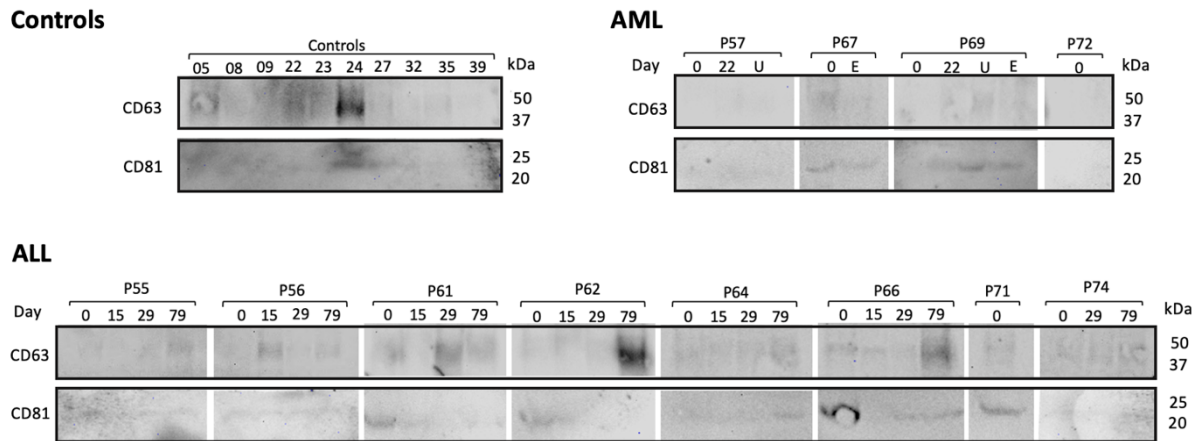 Controls
Controls
05 08 09 22 23 24 27 32 35 39 kDa
CD63 50
37
CD81 25
20
AML
P57 P67 P69 P72
Day 0 22 U 0 E 0 22 U E 0 kDa
CD63 50
37
CD81 25
20
ALL
P55 P56 P61 P62 P64 P66 P71 P74
Day 0 15 29 79 0 15 29 79 0 15 29 79 0 15 29 79 0 15 29 79 0 15 29 79 0 0 29 79 kDa
CD63 50
37
CD81 25
20